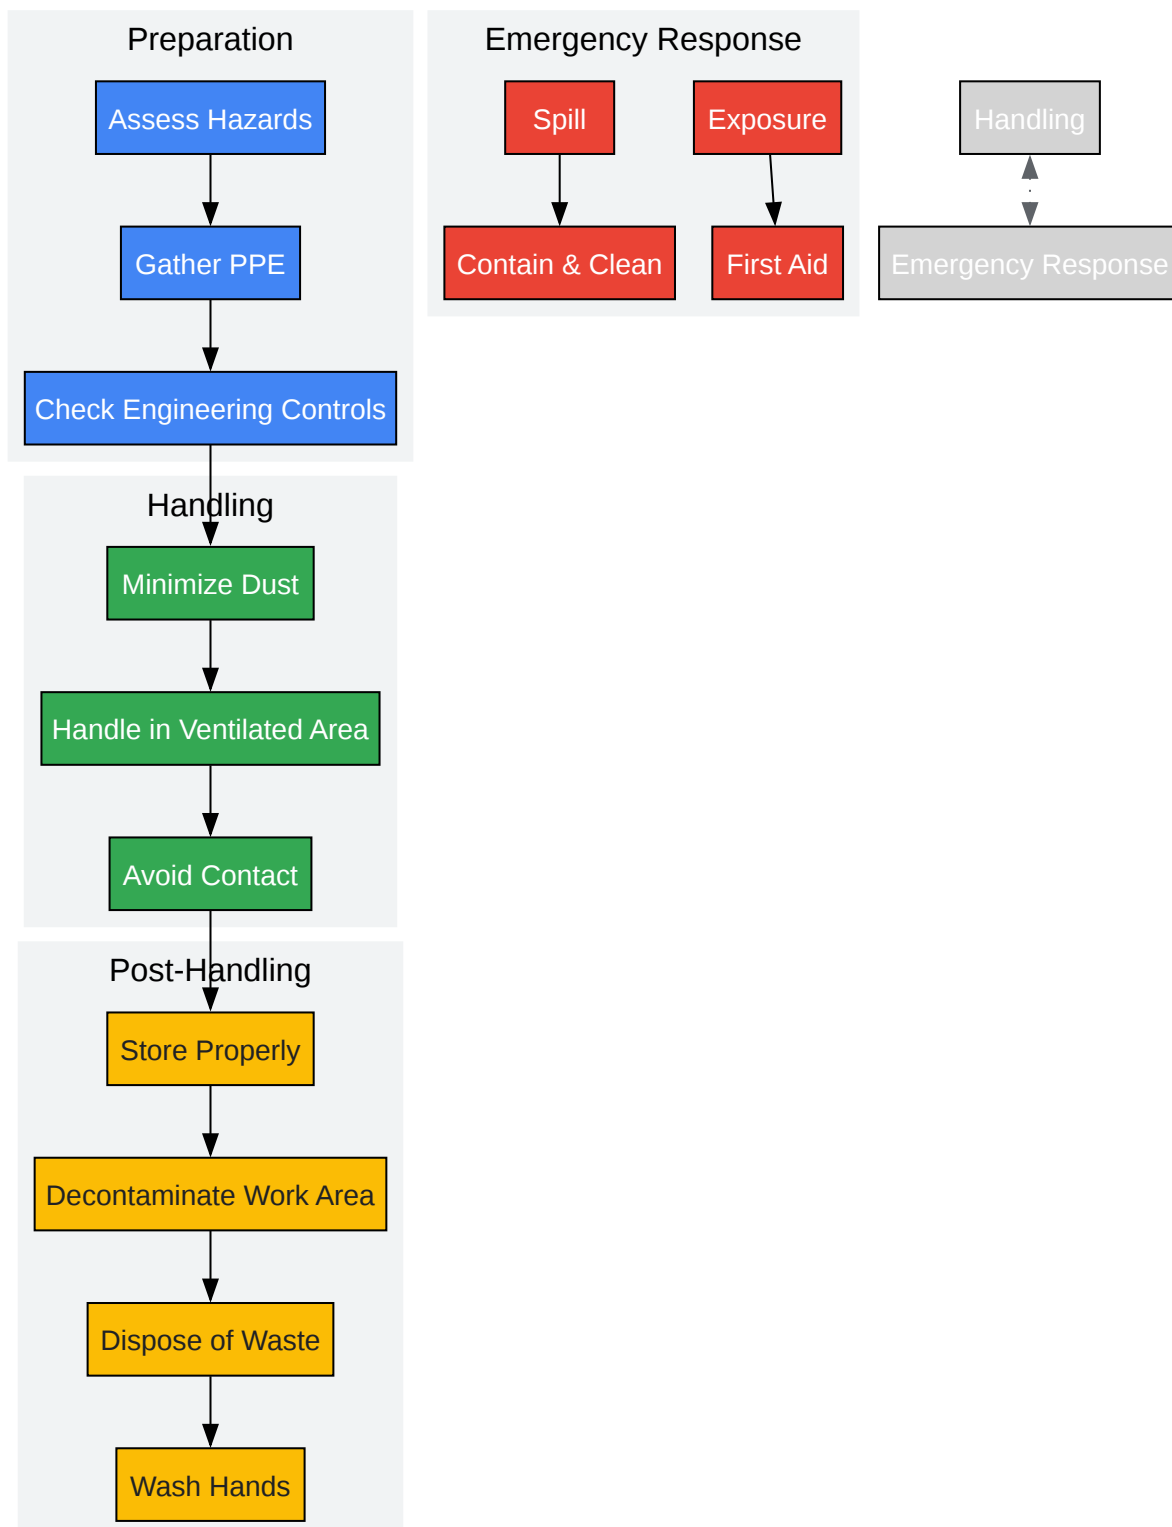 Preparation
Assess Hazards
Gather PPE
Check Engineering Controls
Handling
Minimize Dust
Handle in Ventilated Area
Avoid Contact
Post-Handling
Store Properly
Decontaminate Work Area
Dispose of Waste
Wash Hands
Emergency Response
Spill
Contain & Clean
Exposure
First Aid
Handling
Emergency Response